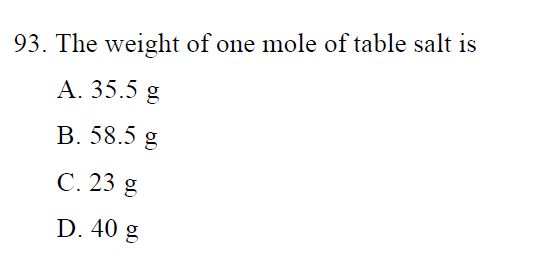 93. The weight of one mole of table salt is
A. 35.5 g
B. 58.5 g
C. 23 g
D. 40 g